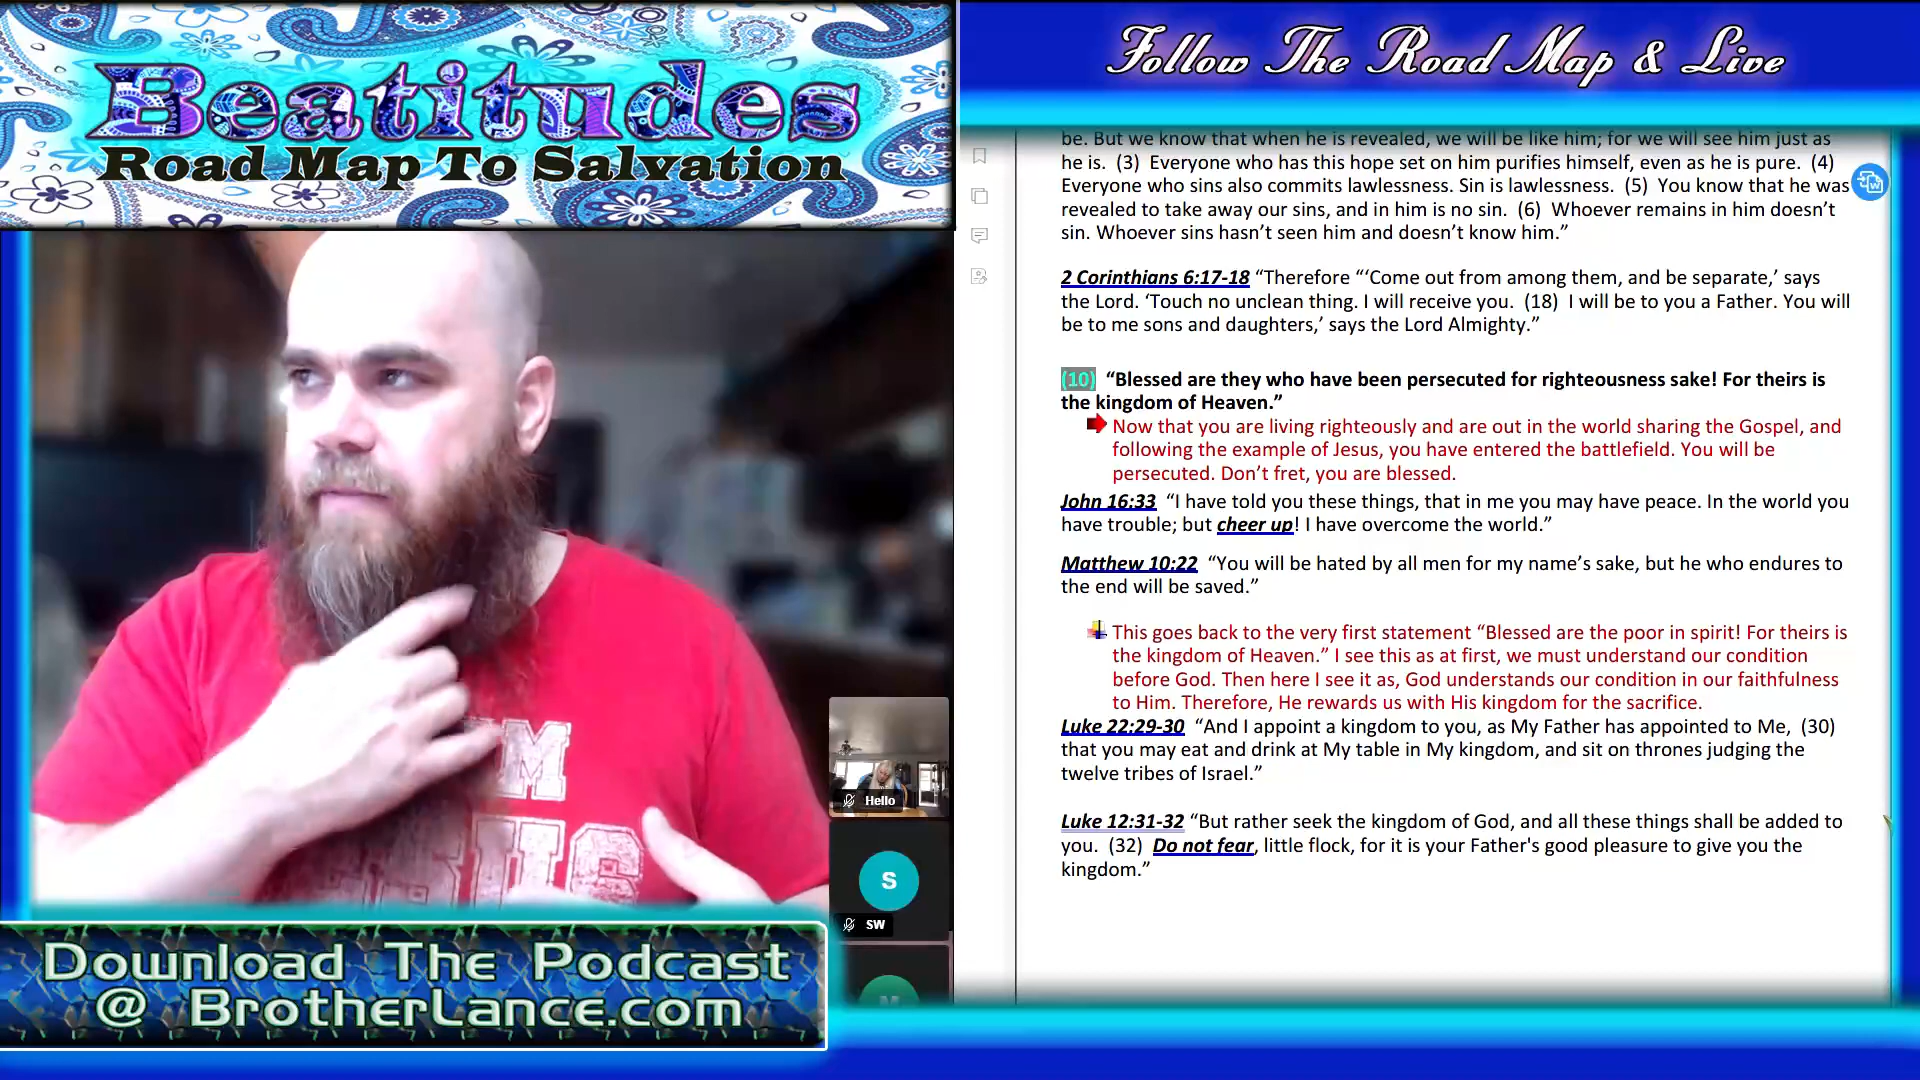 Beatitudes
Road Map To Salvation
Follow The Road Map & Live
be. But we know that when he is revealed, we will be like him; for we will see him just as
he is. (3) Everyone who has this hope set on him purifies himself, even as he is pure. (4)
Everyone who sins also commits lawlessness. Sin is lawlessness. (5) You know that he was
revealed to take away our sins, and in him is no sin. (6) Whoever remains in him doesn’t
sin. Whoever sins hasn’t seen him and doesn’t know him.”
2 Corinthians 6:17-18 “Therefore “‘Come out from among them, and be separate,’ says
the Lord. ‘Touch no unclean thing. I will receive you. (18) I will be to you a Father. You will
be to me sons and daughters,’ says the Lord Almighty.”
(10) “Blessed are they who have been persecuted for righteousness sake! For theirs is
the kingdom of Heaven.”
Now that you are living righteously and are out in the world sharing the Gospel, and
following the example of Jesus, you have entered the battlefield. You will be
persecuted. Don’t fret, you are blessed.
John 16:33 “I have told you these things, that in me you may have peace. In the world you
have trouble; but cheer up! I have overcome the world.”
Matthew 10:22 “You will be hated by all men for my name’s sake, but he who endures to
the end will be saved.”
This goes back to the very first statement “Blessed are the poor in spirit! For theirs is
the kingdom of Heaven.” I see this as at first, we must understand our condition
before God. Then here I see it as, God understands our condition in our faithfulness
to Him. Therefore, He rewards us with His kingdom for the sacrifice.
Luke 22:29-30 “And I appoint a kingdom to you, as My Father has appointed to Me, (30)
that you may eat and drink at My table in My kingdom, and sit on thrones judging the
twelve tribes of Israel.”
Luke 12:31-32 “But rather seek the kingdom of God, and all these things shall be added to
you. (32) Do not fear, little flock, for it is your Father's good pleasure to give you the
kingdom.”
Hello
S
SW
Download The Podcast
@ BrotherLance.com